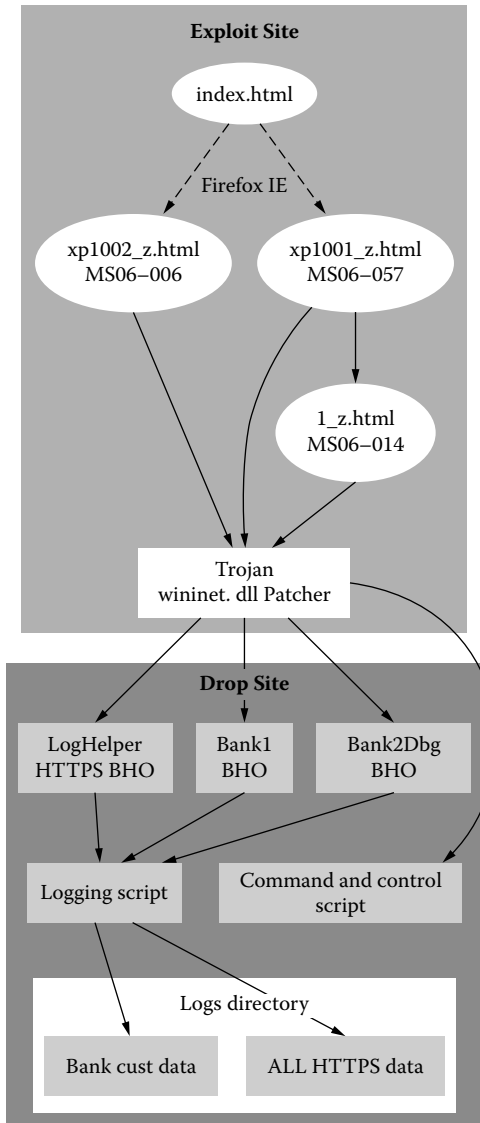 Exploit Site
index.html
Firefox IE
xp1002_z.html
MS06–006
xp1001_z.html
MS06–057
1_z.html
MS06–014
Trojan
wininet. dll Patcher
Drop Site
LogHelper
HTTPS BHO
Bank1
BHO
Bank2Dbg
BHO
Logging script
Command and control
script
Logs directory
Bank cust data
ALL HTTPS data